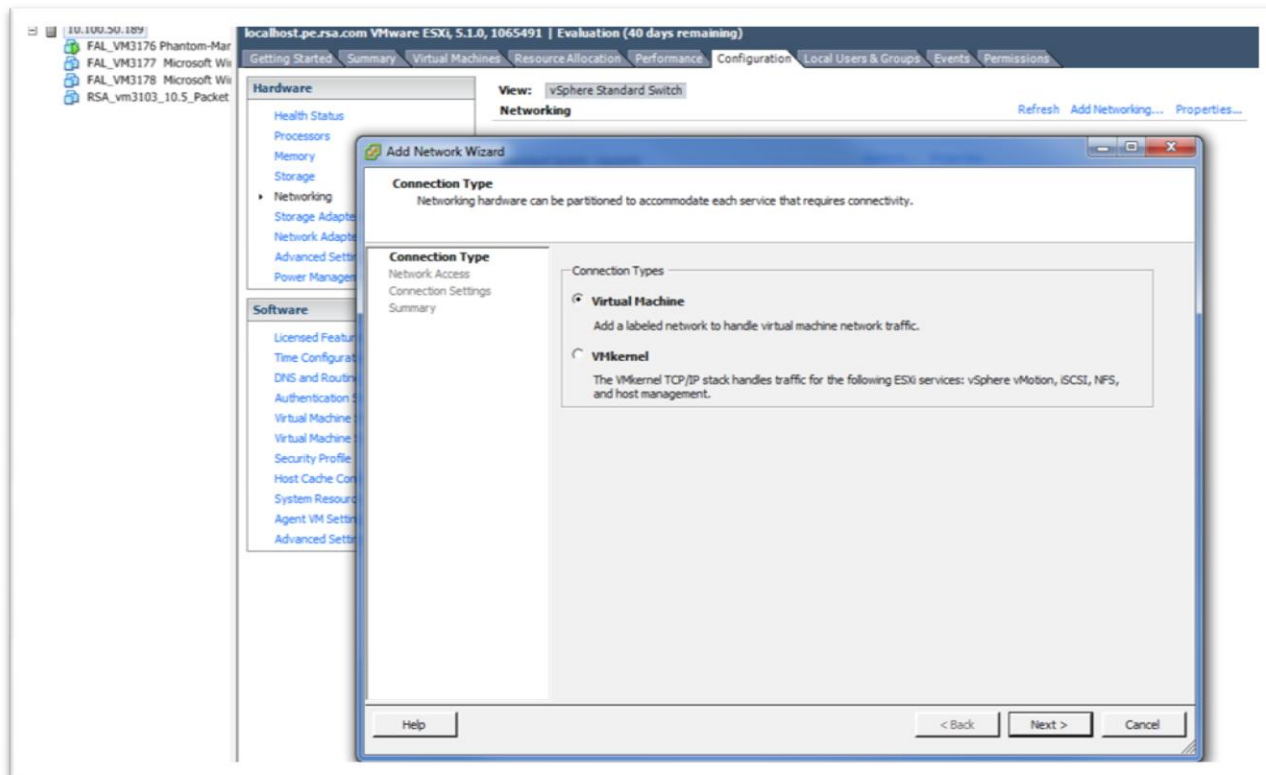 10.100.50.189
FAL_VM3176 Phantom-Mar
FAL_VM3177 Microsoft Wi
FAL_VM3178 Microsoft Wi
RSA_vm3103_10.5_Packet
localhost.pe.rsa.com VMware ESXi, 5.1.0, 1065491 | Evaluation (40 days remaining)
Getting Started Summary Virtual Machines Resource Allocation Performance Configuration Local Users & Groups Events Permissions
Hardware
Health Status
Processors
Memory
Storage
Networking
Storage Adapte
Network Adapte
Advanced Setti
Power Manager
Software
Licensed Featur
Time Configurat
DNS and Routin
Authentication S
Virtual Machine
Virtual Machine
Security Profile
Host Cache Con
System Resourc
Agent VM Settin
Advanced Setti
View: vSphere Standard Switch
Networking
Refresh Add Networking... Properties...
Add Network Wizard
Connection Type
Networking hardware can be partitioned to accommodate each service that requires connectivity.
Connection Type
Network Access
Connection Settings
Summary
Connection Types
Virtual Machine
Add a labeled network to handle virtual machine network traffic.
VMkernel
The VMkernel TCP/IP stack handles traffic for the following ESXi services: vSphere vMotion, iSCSI, NFS,
and host management.
Help
< Back
Next >
Cancel